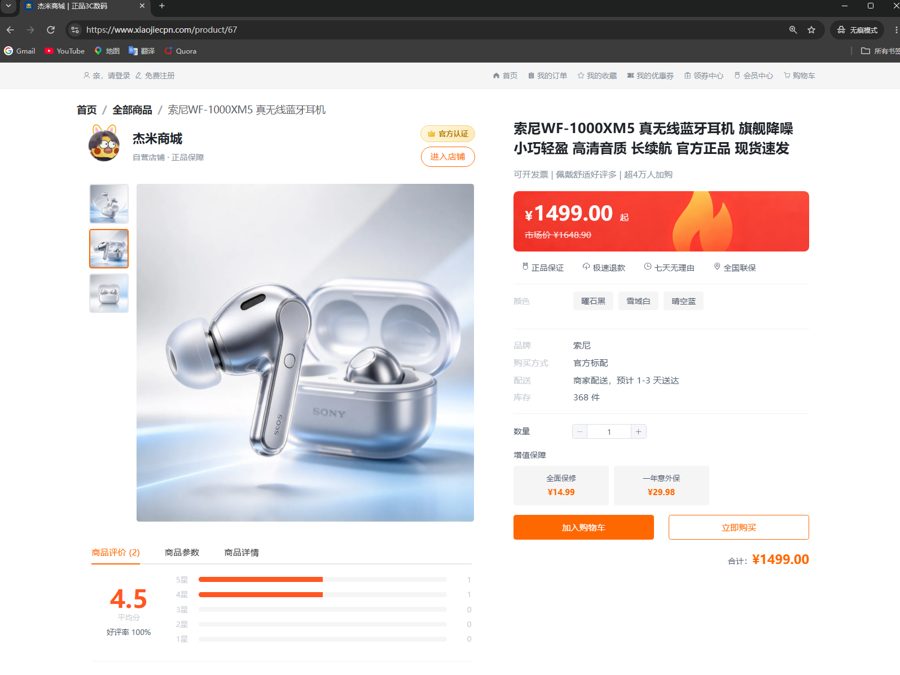 杰米商城 | 正品3C数码
https://www.xiaojiecpn.com/product/67
无痕模式
Gmail
YouTube
地图
翻译
Quora
所有书签
亲，请登录
免费注册
首页
我的订单
我的收藏
我的优惠券
领券中心
会员中心
购物车
首页 / 全部商品 / 索尼WF-1000XM5 真无线蓝牙耳机
杰米商城
自营店铺 · 正品保障
官方认证
进入店铺
SONY
SONY
索尼WF-1000XM5 真无线蓝牙耳机 旗舰降噪
小巧轻盈 高清音质 长续航 官方正品 现货速发
可开发票 | 佩戴舒适好评多 | 超4万人加购
¥1499.00 起
市场价 ¥1648.90
正品保证
极速退款
七天无理由
全国联保
颜色
曜石黑
雪域白
晴空蓝
品牌 索尼
购买方式 官方标配
配送 商家配送，预计 1-3 天送达
库存 368 件
数量
− 1 +
增值保障
全面保修
¥14.99
一年意外保
¥29.98
加入购物车
立即购买
合计：¥1499.00
商品评价 (2)
商品参数
商品详情
4.5
平均分
好评率 100%
5星 1
4星 1
3星 0
2星 0
1星 0